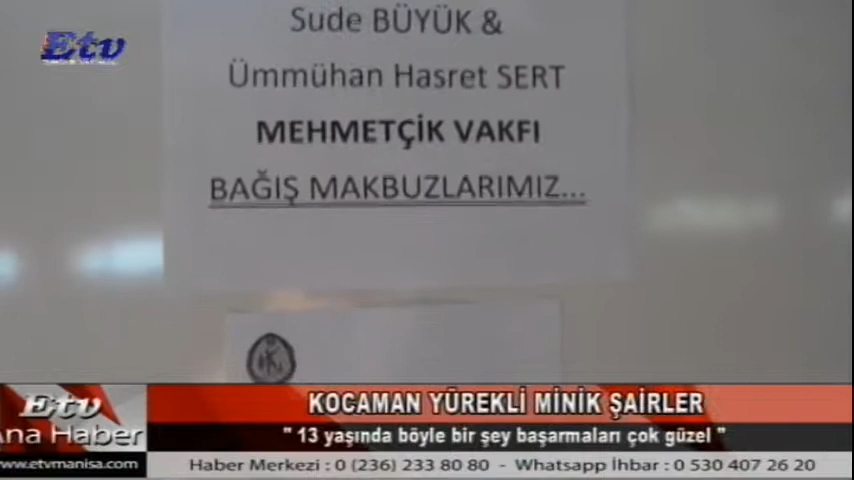 Etv
Sude BÜYÜK &
Ümmühan Hasret SERT
MEHMETÇİK VAKFI
BAĞIŞ MAKBUZLARIMIZ...
KOCAMAN YÜREKLİ MİNİK ŞAİRLER
" 13 yaşında böyle bir şey başarmaları çok güzel "
Etv
Ana Haber
www.etvmanisa.com
Haber Merkezi : 0 (236) 233 80 80 - Whatsapp İhbar : 0 530 407 26 20